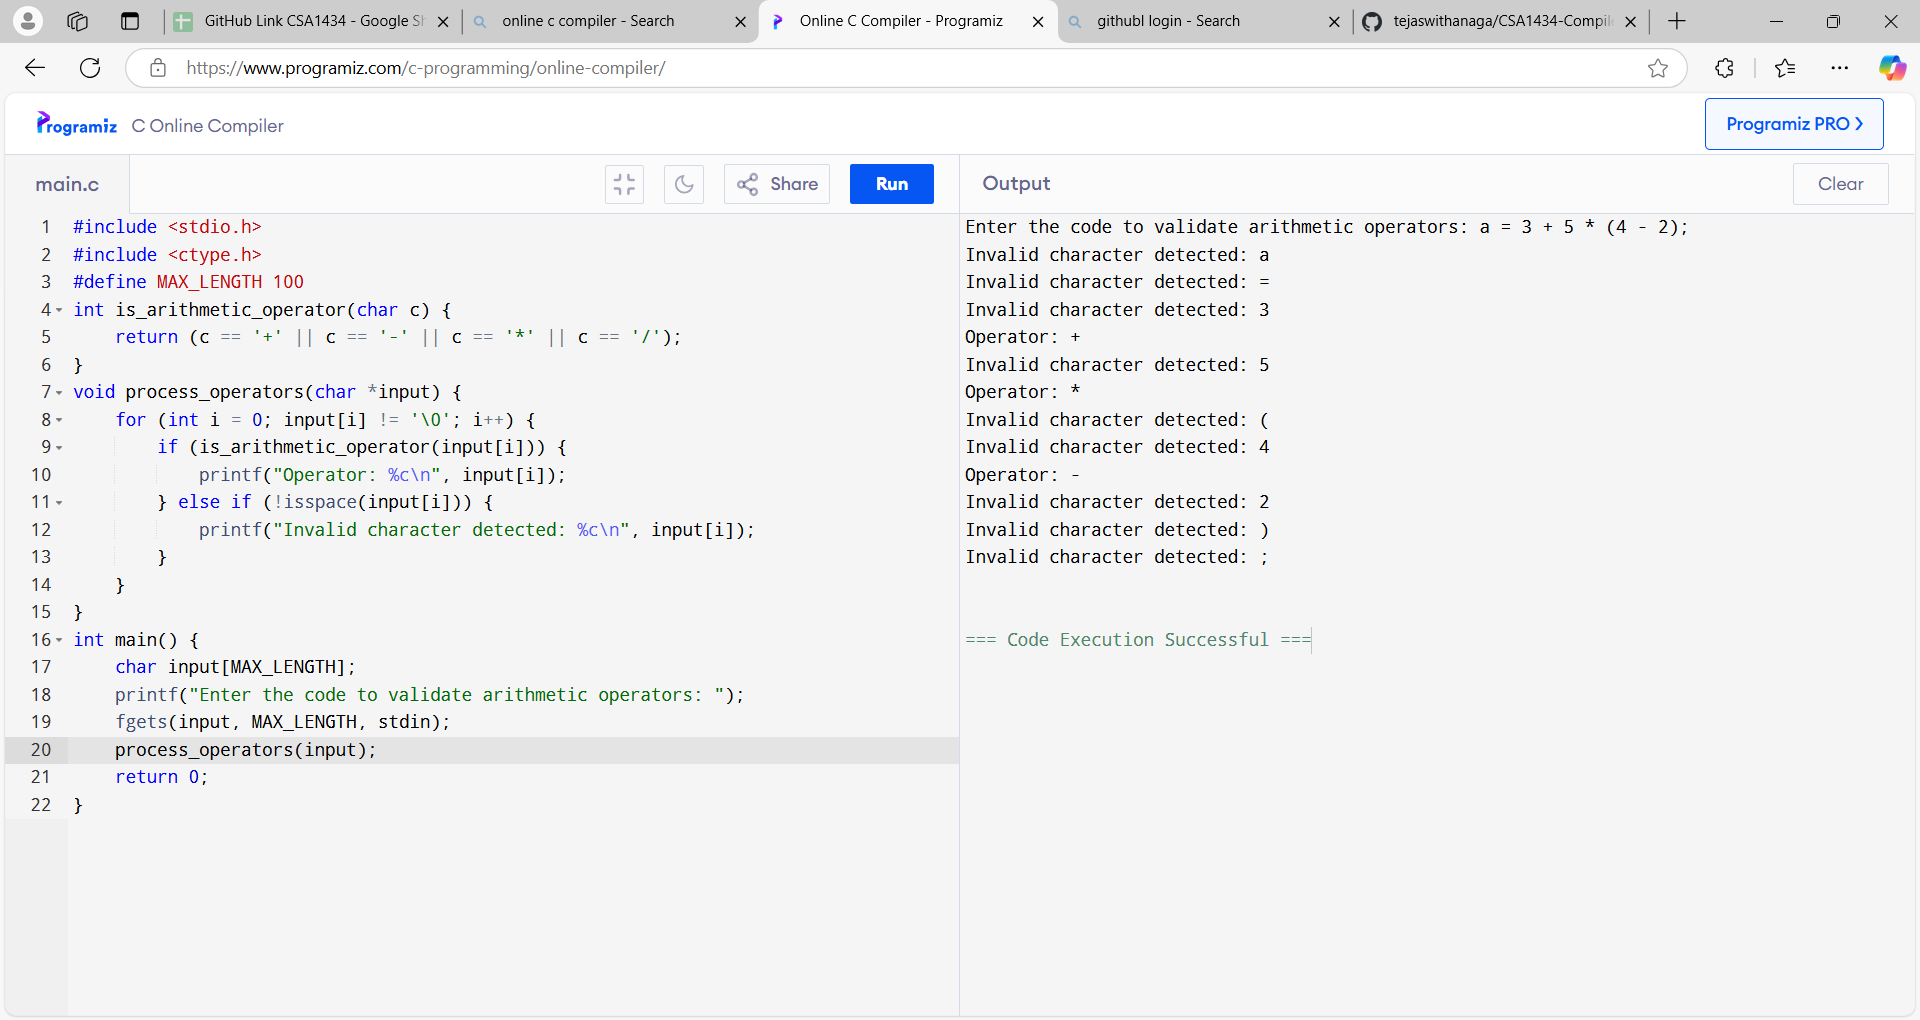 GitHub Link CSA1434 - Google Sh
online c compiler - Search
Online C Compiler - Programiz
githubl login - Search
tejaswithanaga/CSA1434-Compil
https://www.programiz.com/c-programming/online-compiler/
Programiz C Online Compiler
Programiz PRO ❯
main.c
Share
Run
Output
Clear
1 #include <stdio.h>
2 #include <ctype.h>
3 #define MAX_LENGTH 100
4 int is_arithmetic_operator(char c) {
5     return (c == '+' || c == '-' || c == '*' || c == '/');
6 }
7 void process_operators(char *input) {
8     for (int i = 0; input[i] != '\0'; i++) {
9         if (is_arithmetic_operator(input[i])) {
10             printf("Operator: %c\n", input[i]);
11         } else if (!isspace(input[i])) {
12             printf("Invalid character detected: %c\n", input[i]);
13         }
14     }
15 }
16 int main() {
17     char input[MAX_LENGTH];
18     printf("Enter the code to validate arithmetic operators: ");
19     fgets(input, MAX_LENGTH, stdin);
20     process_operators(input);
21     return 0;
22 }
Enter the code to validate arithmetic operators: a = 3 + 5 * (4 - 2);
Invalid character detected: a
Invalid character detected: =
Invalid character detected: 3
Operator: +
Invalid character detected: 5
Operator: *
Invalid character detected: (
Invalid character detected: 4
Operator: -
Invalid character detected: 2
Invalid character detected: )
Invalid character detected: ;
=== Code Execution Successful ===